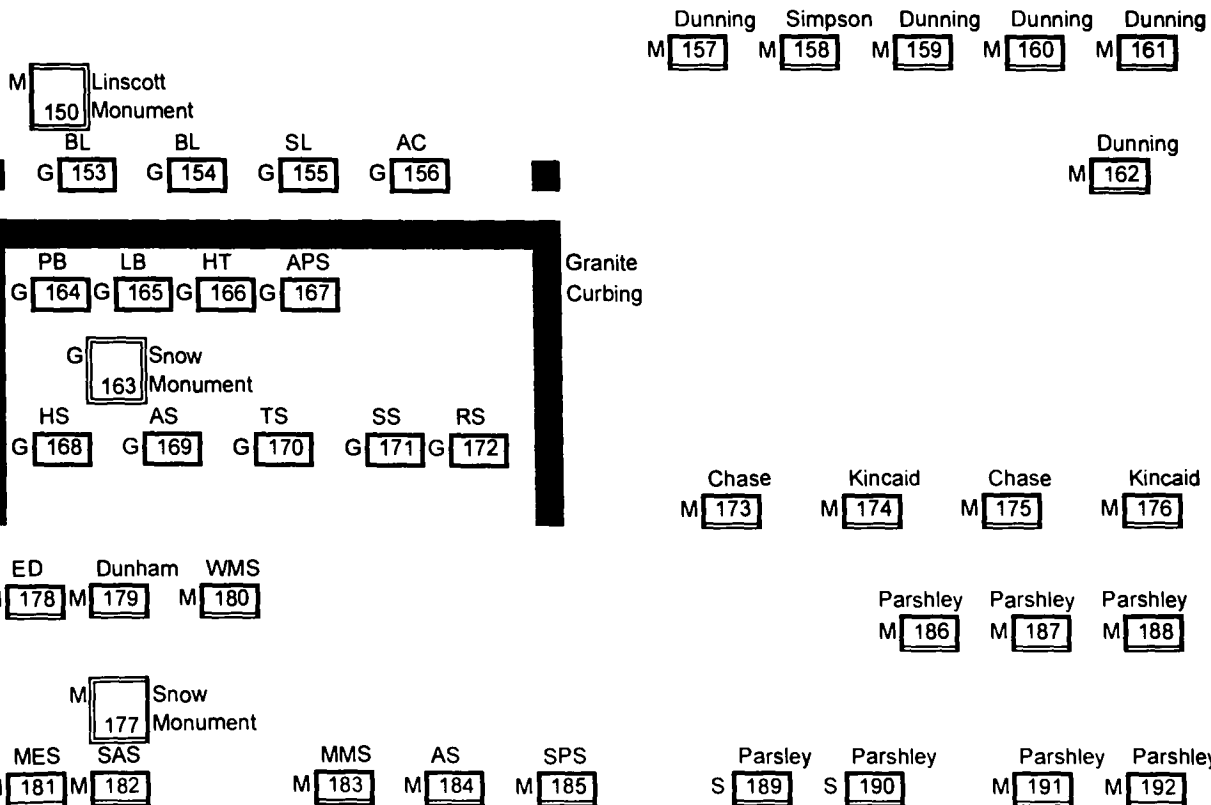 Dunning Simpson Dunning Dunning Dunning
M 157 M 158 M 159 M 160 M 161
M Linscott
150 Monument
BL BL SL AC
G 153 G 154 G 155 G 156
Dunning
M 162
PB LB HT APS
G 164 G 165 G 166 G 167
Granite
Curbing
G Snow
163 Monument
HS AS TS SS RS
G 168 G 169 G 170 G 171 G 172
Chase Kincaid Chase Kincaid
M 173 M 174 M 175 M 176
ED Dunham WMS
178 M 179 M 180
Parshley Parshley Parshley
M 186 M 187 M 188
M Snow
177 Monument
MES SAS MMS AS SPS
181 M 182 M 183 M 184 M 185
Parsley Parshley Parshley Parshley
S 189 S 190 M 191 M 192